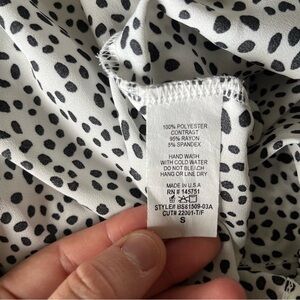 100% POLYESTER
CONTRAST
95% RAYON
5% SPANDEX
HAND WASH
WITH COLD WATER
DO NOT BLEACH
HANG OR LINE DRY
MADE IN U.S.A
RN # 145751
STYLE# BS81509-03A
CUT# 22001-T/F
S